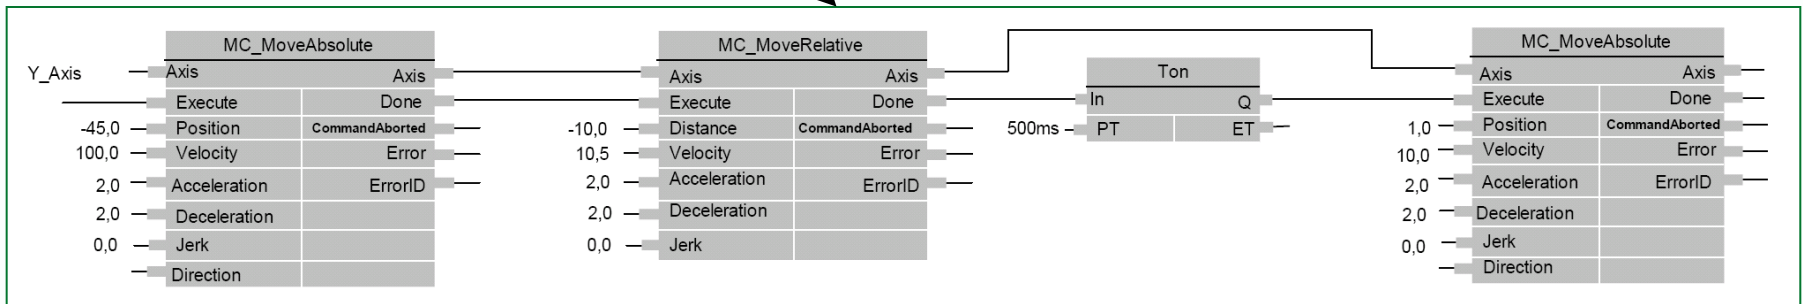 MC_MoveAbsolute
Y_Axis Axis Axis
Execute Done
-45,0 Position CommandAborted
100,0 Velocity Error
2,0 Acceleration ErrorID
2,0 Deceleration
0,0 Jerk
Direction
MC_MoveRelative
Axis Axis
Execute Done
-10,0 Distance CommandAborted
10,5 Velocity Error
2,0 Acceleration ErrorID
2,0 Deceleration
0,0 Jerk
Ton
In Q
500ms PT ET
MC_MoveAbsolute
Axis Axis
Execute Done
1,0 Position CommandAborted
10,0 Velocity Error
2,0 Acceleration ErrorID
2,0 Deceleration
0,0 Jerk
Direction